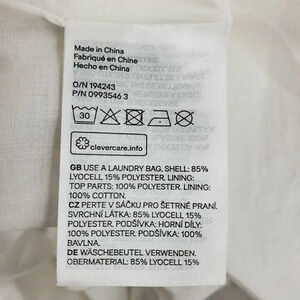 Made in China
Fabriqué en Chine
Hecho en China
O/N 194243
P/N 0993546 3
30
clevercare.info
GB USE A LAUNDRY BAG. SHELL: 85%
LYOCELL 15% POLYESTER. LINING:
TOP PARTS: 100% POLYESTER. LINING:
100% COTTON.
CZ PERTE V SÁČKU PRO ŠETRNÉ PRANÍ.
SVRCHNÍ LÁTKA: 85% LYOCELL 15%
POLYESTER. PODŠÍVKA: HORNÍ DÍLY:
100% POLYESTER. PODŠÍVKA: 100%
BAVLNA.
DE WÄSCHEBEUTEL VERWENDEN.
OBERMATERIAL: 85% LYOCELL 15%